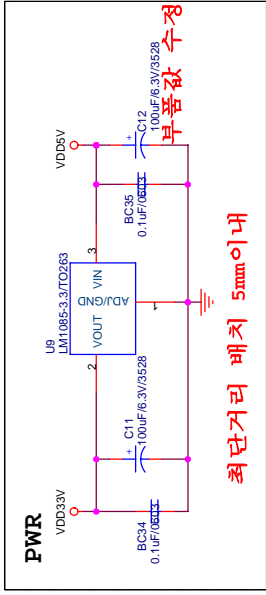 PWR
VDD33V
VDD5V
U9
LM1085-3.3/TO263
2
VOUT
VIN
3
ADJ/GND
1
C11
+
100uF/6.3V/3528
BC34
0.1uF/0603
BC35
0.1uF/0603
C12
+
100uF/6.3V/3528
부품값 수정
최단거리 배치 5mm이내